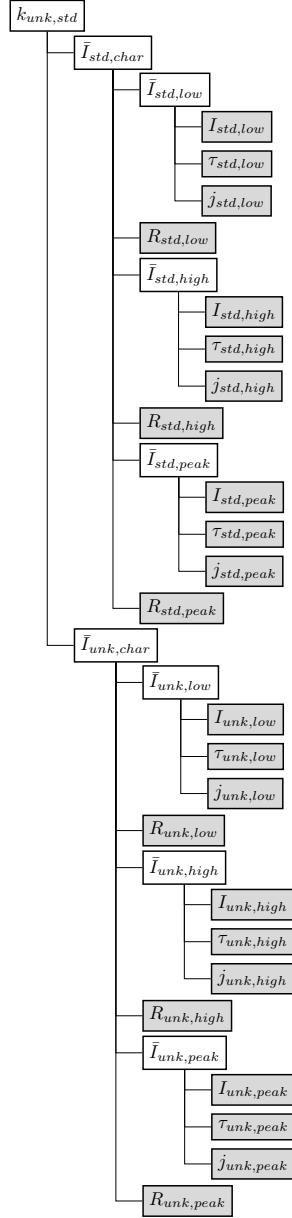 k_{unk,std}
Ī_{std,char}
Ī_{std,low}
I_{std,low}
τ_{std,low}
j_{std,low}
R_{std,low}
Ī_{std,high}
I_{std,high}
τ_{std,high}
j_{std,high}
R_{std,high}
Ī_{std,peak}
I_{std,peak}
τ_{std,peak}
j_{std,peak}
R_{std,peak}
Ī_{unk,char}
Ī_{unk,low}
I_{unk,low}
τ_{unk,low}
j_{unk,low}
R_{unk,low}
Ī_{unk,high}
I_{unk,high}
τ_{unk,high}
j_{unk,high}
R_{unk,high}
Ī_{unk,peak}
I_{unk,peak}
τ_{unk,peak}
j_{unk,peak}
R_{unk,peak}